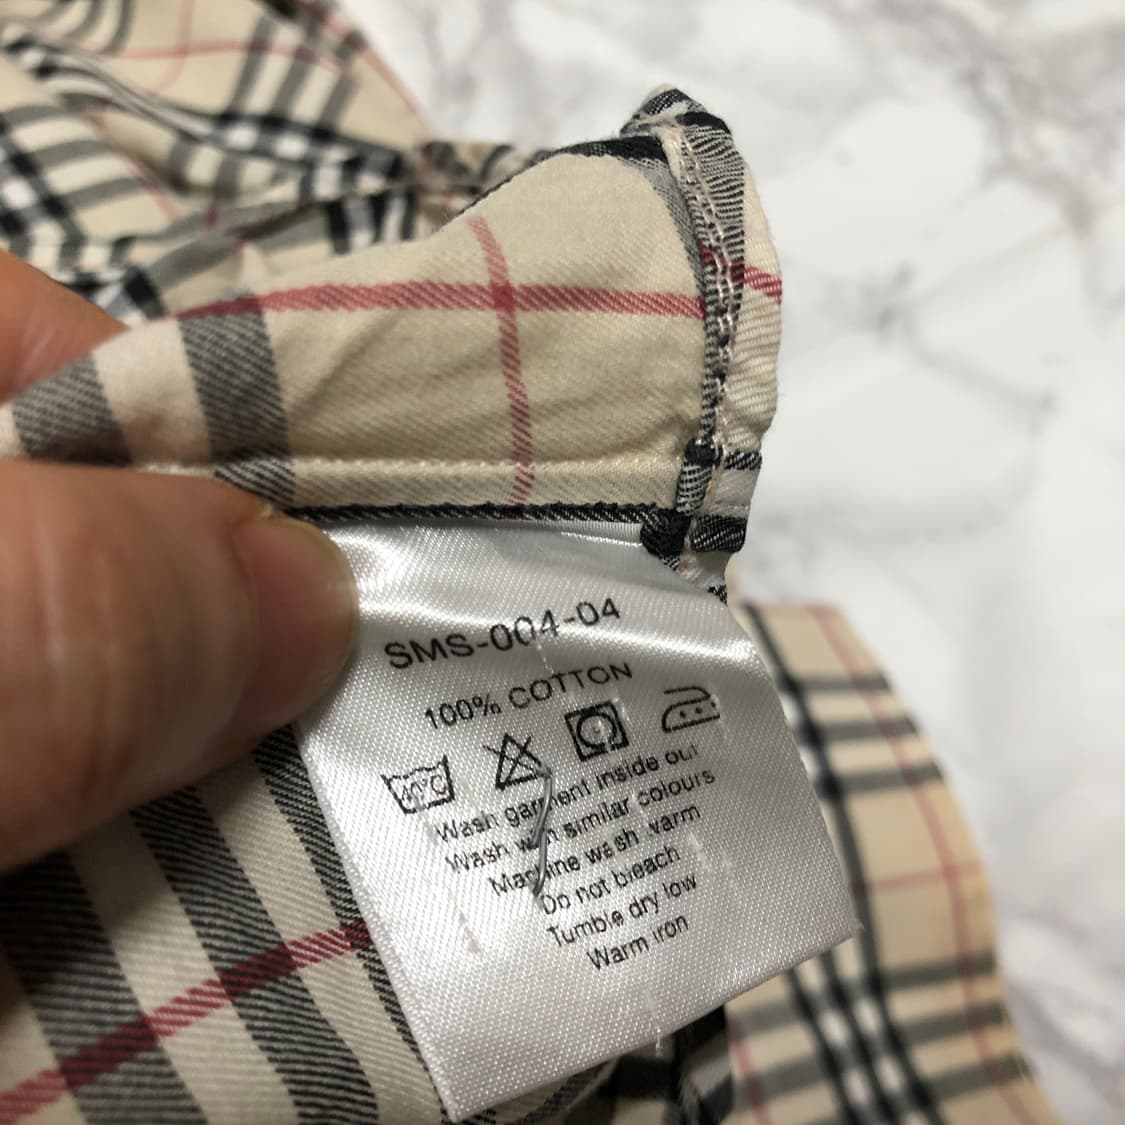 SMS-004-04
100% COTTON
40°C
Wash garment inside out
Wash with similar colours
Machine wash warm
Do not bleach
Tumble dry low
Warm iron